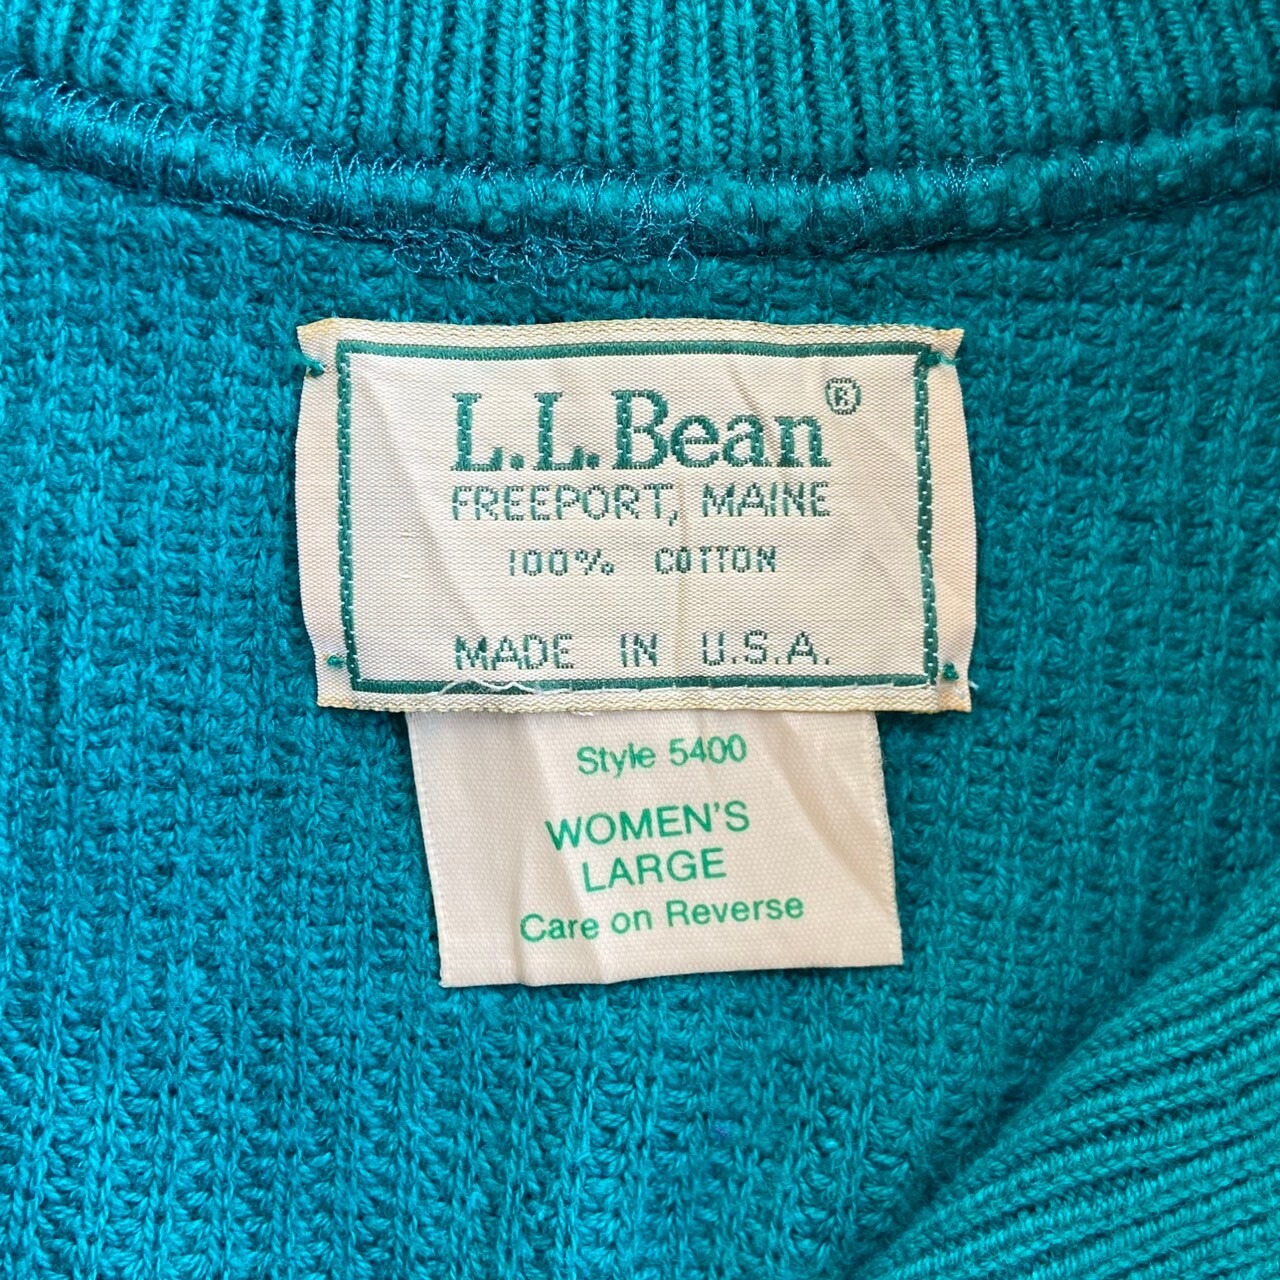 L.L.Bean®
FREEPORT, MAINE
100% COTTON
MADE IN U.S.A.
Style 5400
WOMEN'S
LARGE
Care on Reverse